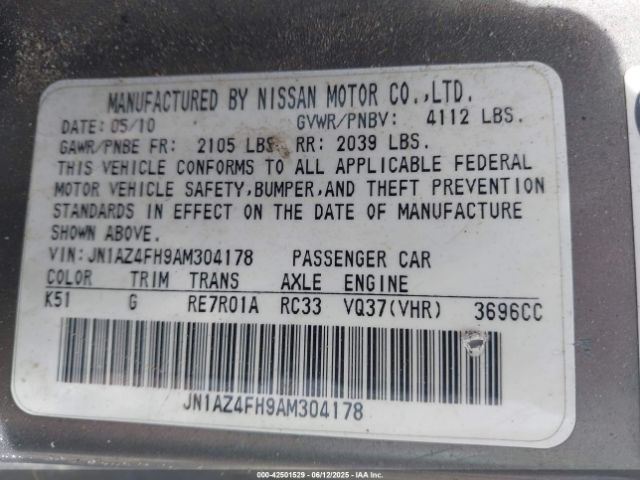 MANUFACTURED BY NISSAN MOTOR CO.,LTD.
DATE: 05/10 GVWR/PNBV: 4112 LBS.
GAWR/PNBE FR: 2105 LBS RR: 2039 LBS.
THIS VEHICLE CONFORMS TO ALL APPLICABLE FEDERAL
MOTOR VEHICLE SAFETY,BUMPER,AND THEFT PREVENTION
STANDARDS IN EFFECT ON THE DATE OF MANUFACTURE
SHOWN ABOVE.
VIN:JN1AZ4FH9AM304178 PASSENGER CAR
COLOR TRIM TRANS AXLE ENGINE
K51 G RE7R01A RC33 VQ37(VHR) 3696CC
JN1AZ4FH9AM304178
000-42501529 - 06/12/2025 - IAA Inc.